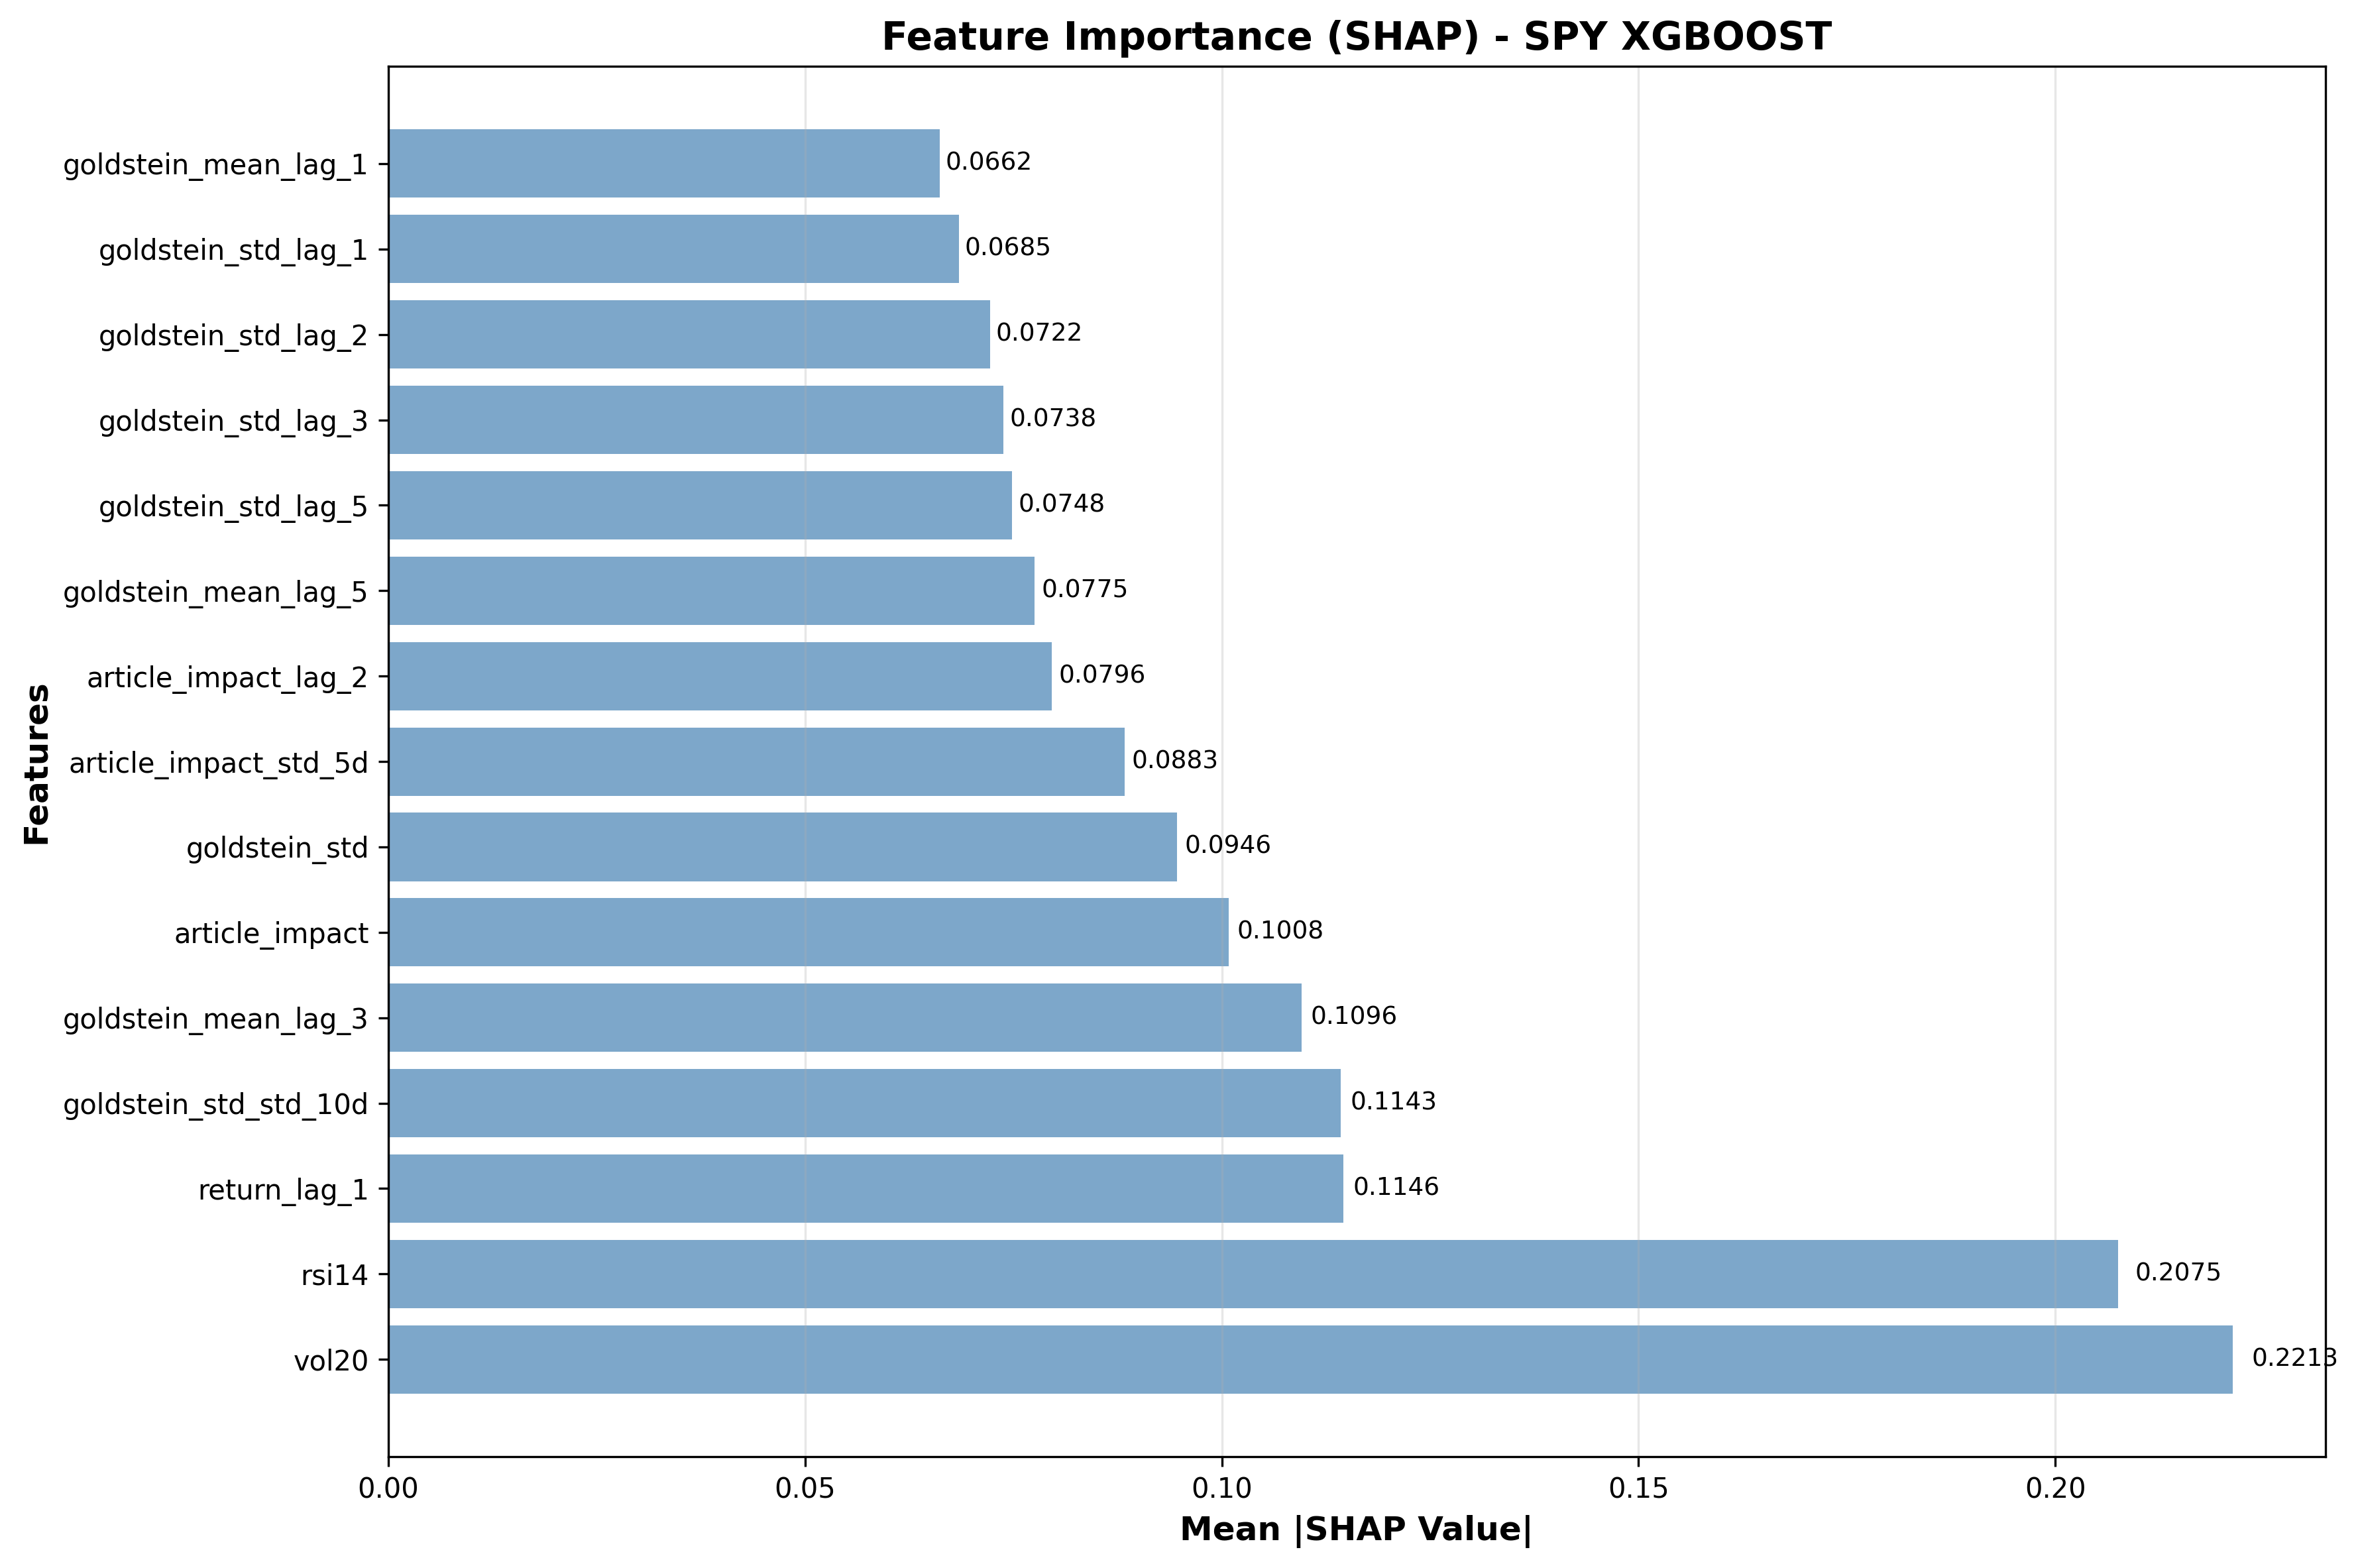 Feature Importance (SHAP) - SPY XGBOOST
Features
goldstein_mean_lag_1 0.0662
goldstein_std_lag_1 0.0685
goldstein_std_lag_2 0.0722
goldstein_std_lag_3 0.0738
goldstein_std_lag_5 0.0748
goldstein_mean_lag_5 0.0775
article_impact_lag_2 0.0796
article_impact_std_5d 0.0883
goldstein_std 0.0946
article_impact 0.1008
goldstein_mean_lag_3 0.1096
goldstein_std_std_10d 0.1143
return_lag_1 0.1146
rsi14 0.2075
vol20 0.2213
0.00 0.05 0.10 0.15 0.20
Mean |SHAP Value|